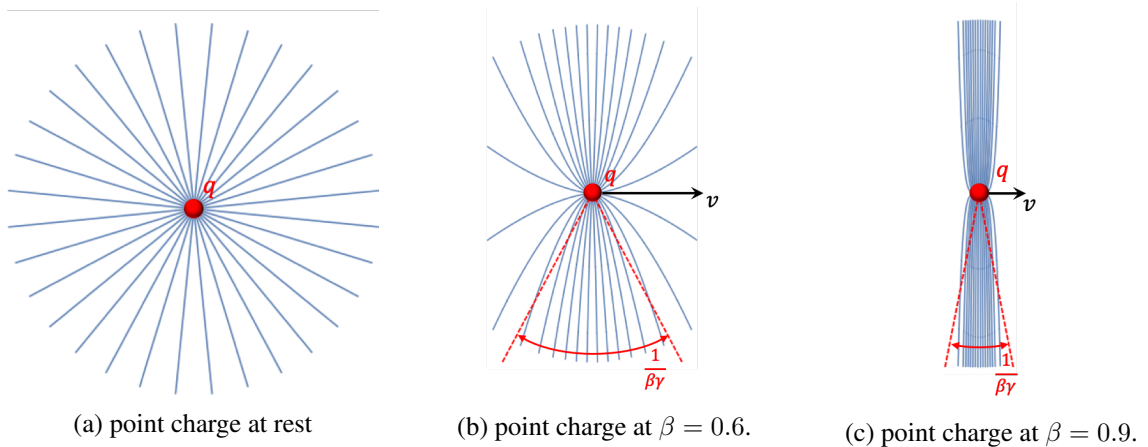 q
q
v
1
βγ
q
v
1
βγ
(a) point charge at rest
(b) point charge at β = 0.6.
(c) point charge at β = 0.9.